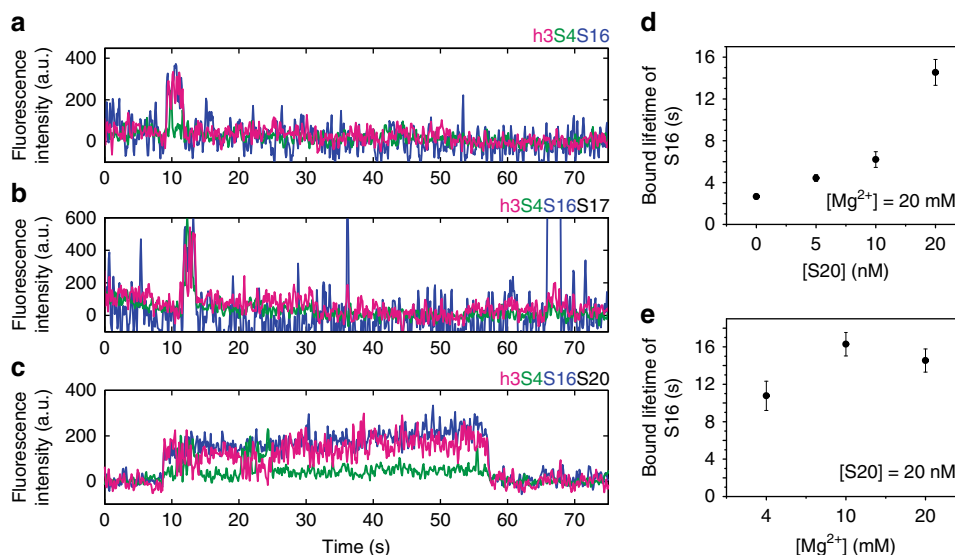 a
h3S4S16
Fluorescence
intensity (a.u.)
400
200
0
0 10 20 30 40 50 60 70
b
h3S4S16S17
Fluorescence
intensity (a.u.)
600
400
200
0
0 10 20 30 40 50 60 70
c
h3S4S16S20
Fluorescence
intensity (a.u.)
400
200
0
0 10 20 30 40 50 60 70
Time (s)
d
Bound lifetime of
S16 (s)
16
12
8
4
0
[Mg2+] = 20 mM
0 5 10 20
[S20] (nM)
e
Bound lifetime of
S16 (s)
16
12
8
4
0
[S20] = 20 nM
4 10 20
[Mg2+] (mM)